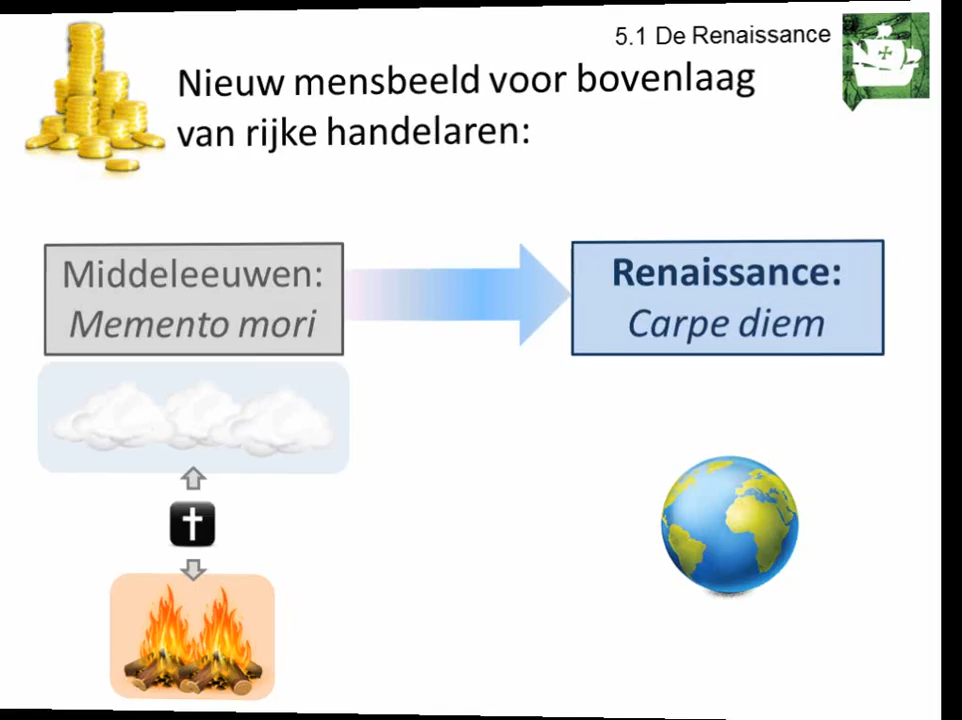 5.1 De Renaissance
Nieuw mensbeeld voor bovenlaag
van rijke handelaren:
Middeleeuwen:
Memento mori
Renaissance:
Carpe diem